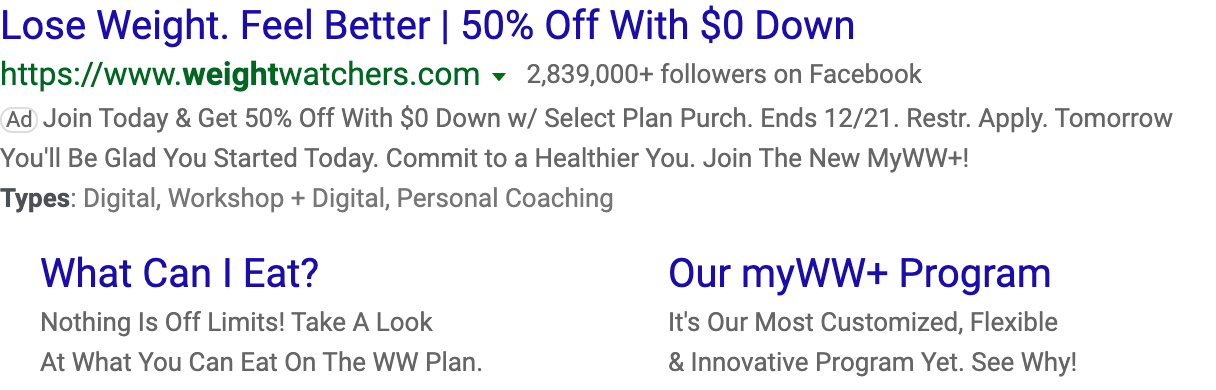 Lose Weight. Feel Better | 50% Off With $0 Down
https://www.weightwatchers.com 2,839,000+ followers on Facebook
Ad Join Today & Get 50% Off With $0 Down w/ Select Plan Purch. Ends 12/21. Restr. Apply. Tomorrow
You'll Be Glad You Started Today. Commit to a Healthier You. Join The New MyWW+!
Types: Digital, Workshop + Digital, Personal Coaching
What Can I Eat?
Nothing Is Off Limits! Take A Look
At What You Can Eat On The WW Plan.
Our myWW+ Program
It's Our Most Customized, Flexible
& Innovative Program Yet. See Why!